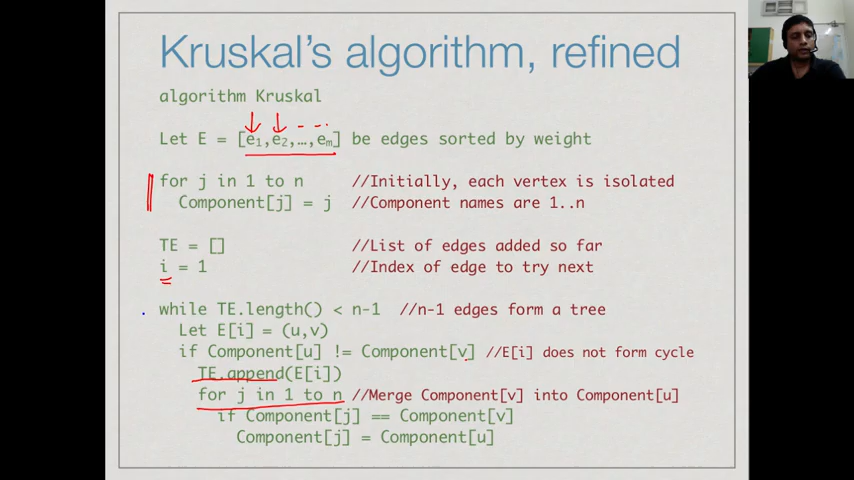 Kruskal's algorithm, refined
algorithm Kruskal
Let E = [e1,e2,…,em] be edges sorted by weight
for j in 1 to n //Initially, each vertex is isolated
Component[j] = j //Component names are 1..n
TE = [] //List of edges added so far
i = 1 //Index of edge to try next
while TE.length() < n-1 //n-1 edges form a tree
Let E[i] = (u,v)
if Component[u] != Component[v] //E[i] does not form cycle
TE.append(E[i])
for j in 1 to n //Merge Component[v] into Component[u]
if Component[j] == Component[v]
Component[j] = Component[u]